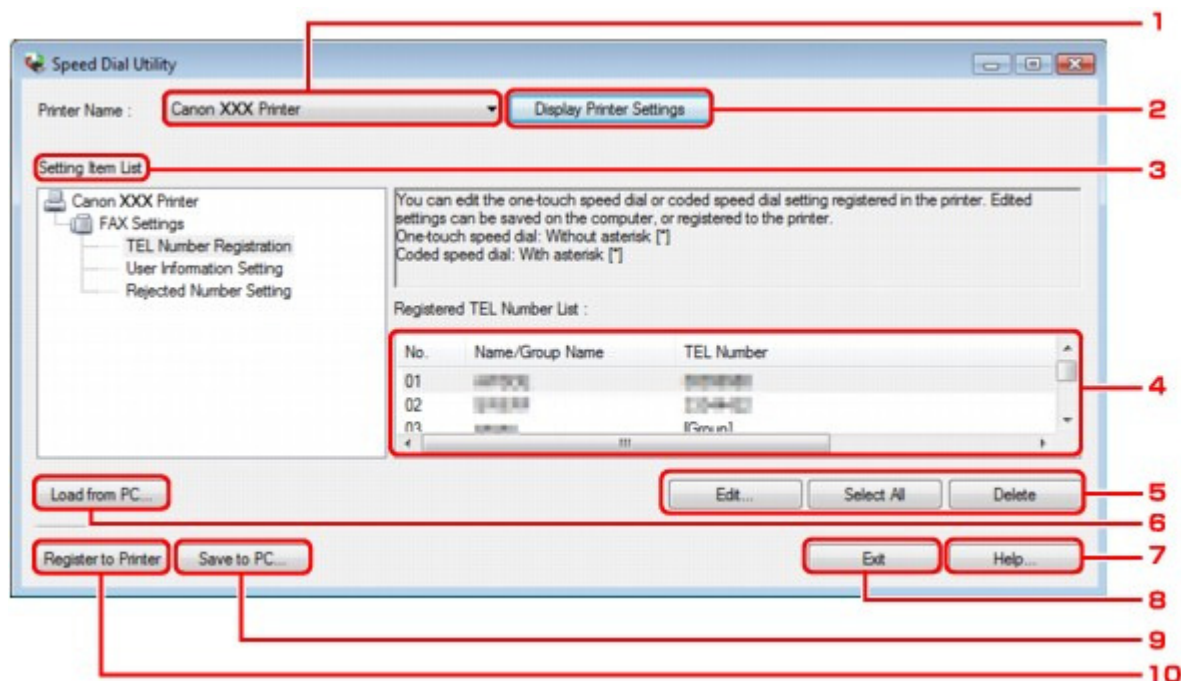 1
Speed Dial Utility
Printer Name :
Canon XXX Printer
Display Printer Settings
2
Setting Item List
3
Canon XXX Printer
FAX Settings
TEL Number Registration
User Information Setting
Rejected Number Setting
You can edit the one-touch speed dial or coded speed dial setting registered in the printer. Edited
settings can be saved on the computer, or registered to the printer.
One-touch speed dial: Without asterisk [*]
Coded speed dial: With asterisk [*]
Registered TEL Number List :
No. Name/Group Name TEL Number
01
02
03 [Group]
4
Load from PC...
Edit... Select All Delete
5
6
Register to Printer Save to PC... Exit Help...
7
8
9
10